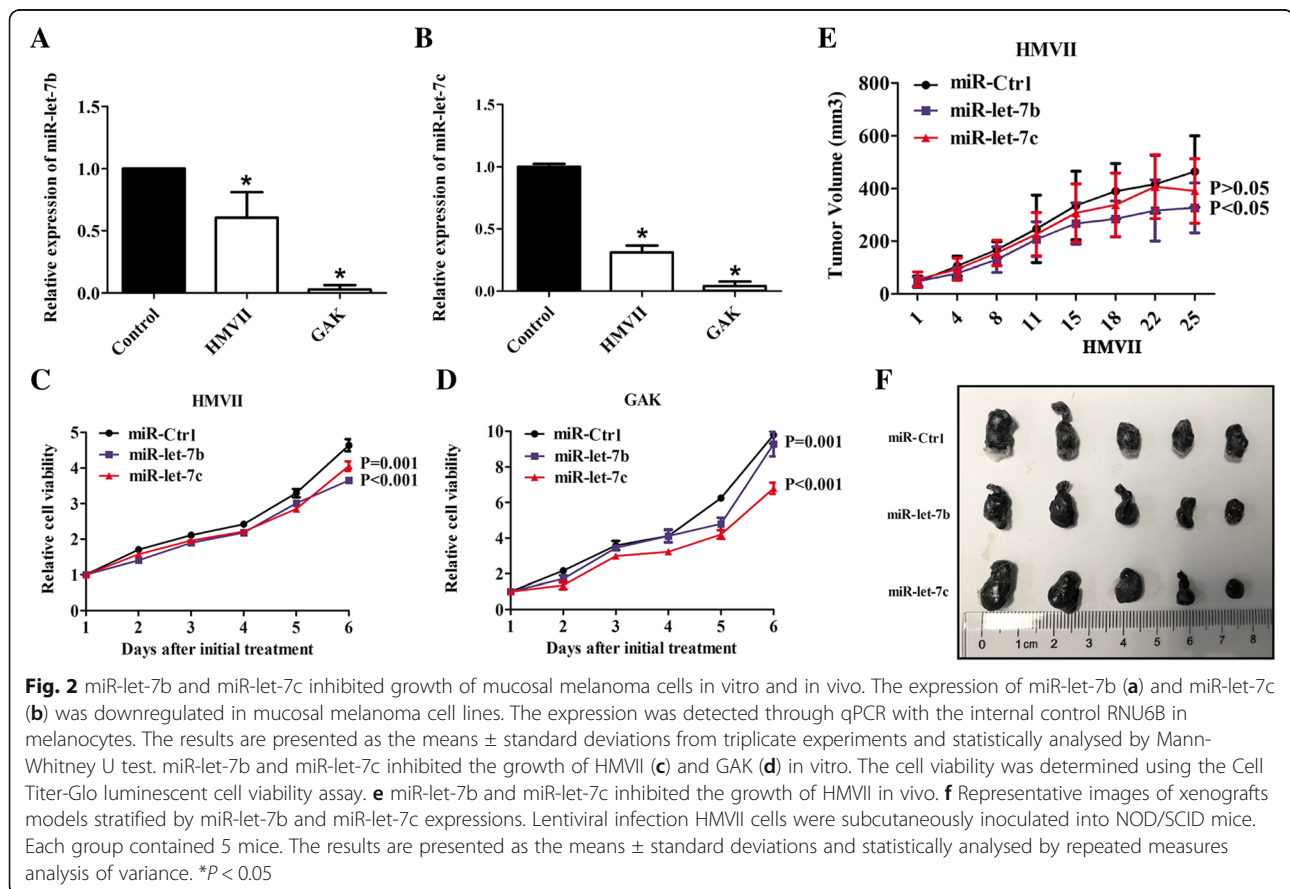 A
Relative expression of miR-let-7b
1.5
1.0
0.5
0.0
*
*
Control
HMVII
GAK
B
Relative expression of miR-let-7c
1.5
1.0
0.5
0.0
*
*
Control
HMVII
GAK
E
HMVII
Tumor Volume (mm3)
800
600
400
200
0
miR-Ctrl
miR-let-7b
miR-let-7c
P>0.05
P<0.05
1
4
8
11
15
18
22
25
HMVII
C
HMVII
Relative cell viability
5
4
3
2
1
0
miR-Ctrl
miR-let-7b
miR-let-7c
P=0.001
P<0.001
1 2 3 4 5 6
Days after initial treatment
D
GAK
Relative cell viability
10
8
6
4
2
0
miR-Ctrl
miR-let-7b
miR-let-7c
P=0.001
P<0.001
1 2 3 4 5 6
Days after initial treatment
F
miR-Ctrl
miR-let-7b
miR-let-7c
0 1 cm 2 3 4 5 6 7 8
Fig. 2 miR-let-7b and miR-let-7c inhibited growth of mucosal melanoma cells in vitro and in vivo. The expression of miR-let-7b (a) and miR-let-7c
(b) was downregulated in mucosal melanoma cell lines. The expression was detected through qPCR with the internal control RNU6B in
melanocytes. The results are presented as the means ± standard deviations from triplicate experiments and statistically analysed by Mann-
Whitney U test. miR-let-7b and miR-let-7c inhibited the growth of HMVII (c) and GAK (d) in vitro. The cell viability was determined using the Cell
Titer-Glo luminescent cell viability assay. e miR-let-7b and miR-let-7c inhibited the growth of HMVII in vivo. f Representative images of xenografts
models stratified by miR-let-7b and miR-let-7c expressions. Lentiviral infection HMVII cells were subcutaneously inoculated into NOD/SCID mice.
Each group contained 5 mice. The results are presented as the means ± standard deviations and statistically analysed by repeated measures
analysis of variance. *P < 0.05